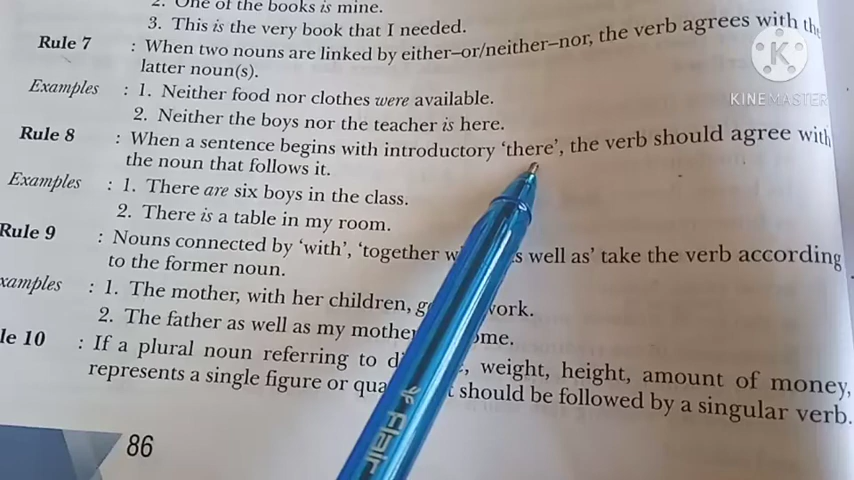 2. One of the books is mine.
3. This is the very book that I needed.
Rule 7 : When two nouns are linked by either–or/neither–nor, the verb agrees with the
latter noun(s).
Examples : 1. Neither food nor clothes were available.
2. Neither the boys nor the teacher is here.
Rule 8 : When a sentence begins with introductory ‘there’, the verb should agree with
the noun that follows it.
Examples : 1. There are six boys in the class.
2. There is a table in my room.
Rule 9 : Nouns connected by ‘with’, ‘together as well as’ take the verb according
to the former noun.
xamples : 1. The mother, with her children, work.
2. The father as well as my
le 10 : If a plural noun referring to weight, height, amount of money,
represents a single figure or should be followed by a singular verb.
86
Flair
KINEMASTER